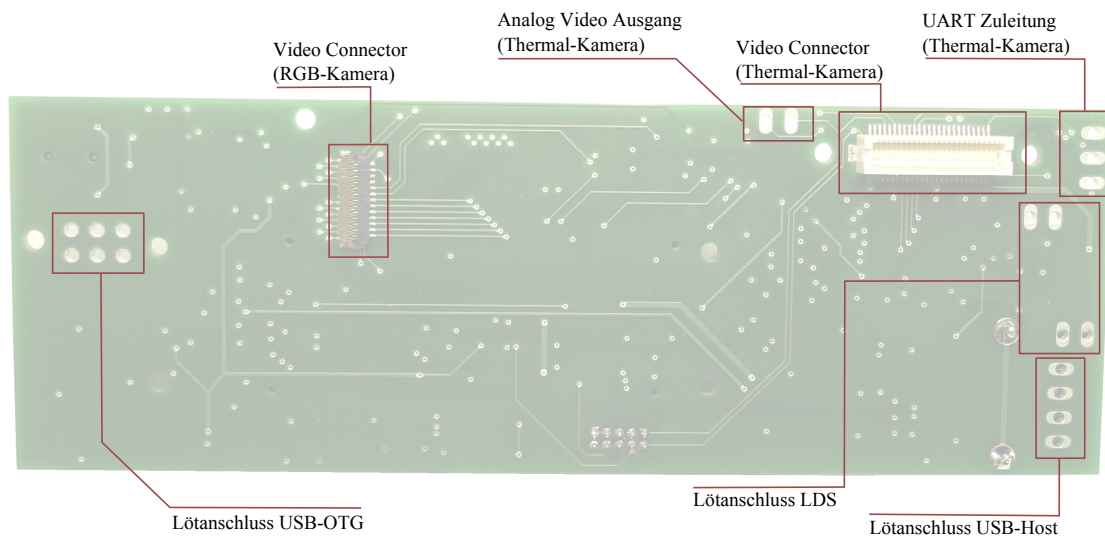 Analog Video Ausgang
(Thermal-Kamera)
UART Zuleitung
(Thermal-Kamera)
Video Connector
(RGB-Kamera)
Video Connector
(Thermal-Kamera)
Lötanschluss LDS
Lötanschluss USB-OTG
Lötanschluss USB-Host